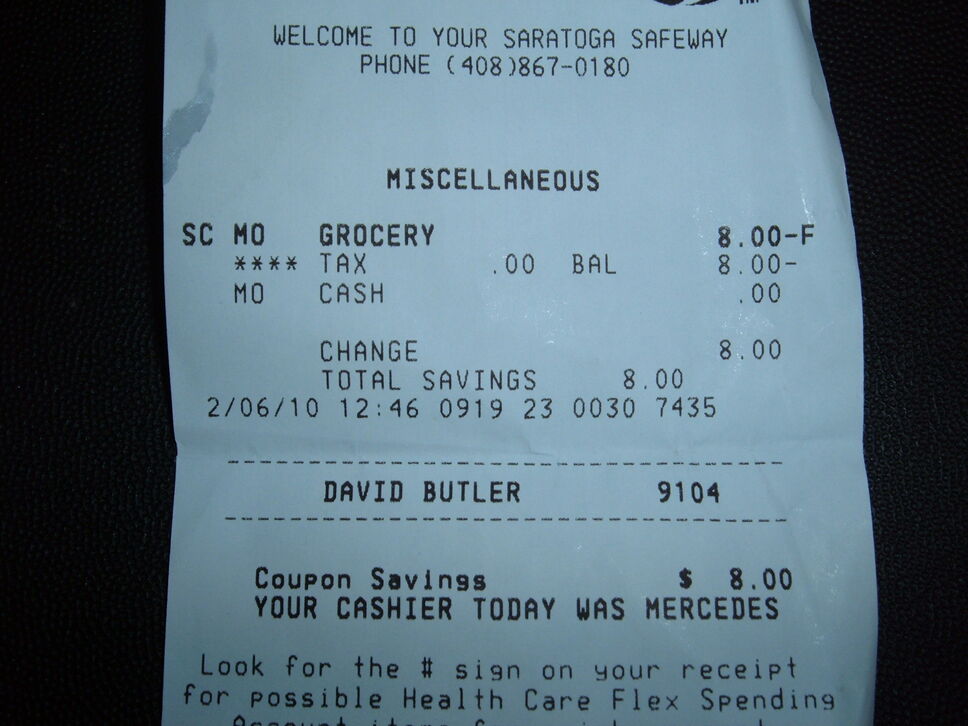 TM
WELCOME TO YOUR SARATOGA SAFEWAY
PHONE (408)867-0180
MISCELLANEOUS
SC MO GROCERY 8.00-F
**** TAX .00 BAL 8.00-
MO CASH .00
CHANGE 8.00
TOTAL SAVINGS 8.00
2/06/10 12:46 0919 23 0030 7435
DAVID BUTLER 9104
Coupon Savings $ 8.00
YOUR CASHIER TODAY WAS MERCEDES
Look for the # sign on your receipt
for possible Health Care Flex Spending
Account items